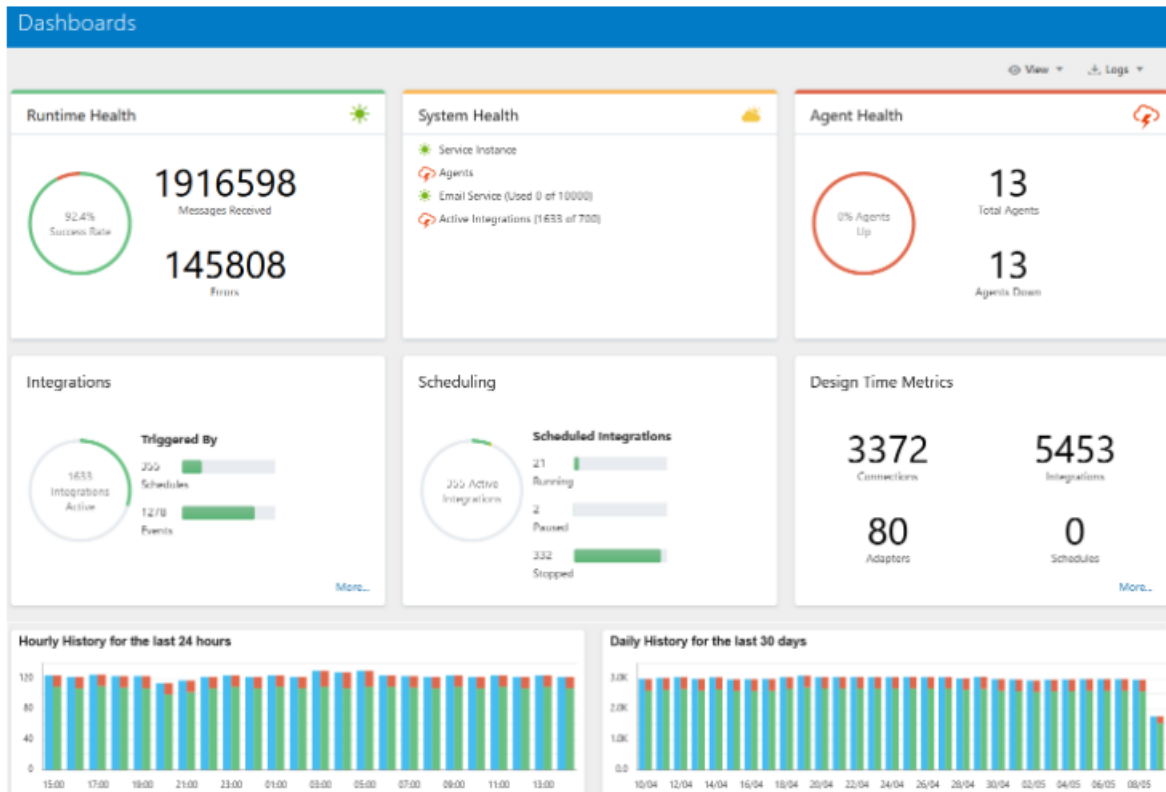 Dashboards
View
Logs
Runtime Health
92.4%
Success Rate
1916598
Messages Received
145808
Errors
System Health
Service Instance
Agents
Email Service (Used 0 of 10000)
Active Integrations (1633 of 700)
Agent Health
0% Agents
Up
13
Total Agents
13
Agents Down
Integrations
1633
Integrations
Active
Triggered By
355
Schedules
1278
Events
More...
Scheduling
355 Active
Integrations
Scheduled Integrations
21
Running
2
Paused
332
Stopped
Design Time Metrics
3372
Connections
5453
Integrations
80
Adapters
0
Schedules
More...
Hourly History for the last 24 hours
120
80
40
0
15:00 17:00 19:00 21:00 23:00 01:00 03:00 05:00 07:00 09:00 11:00 13:00
Daily History for the last 30 days
3.0K
2.0K
1.0K
0.0
10/04 12/04 14/04 16/04 18/04 20/04 22/04 24/04 26/04 28/04 30/04 02/05 04/05 06/05 08/05